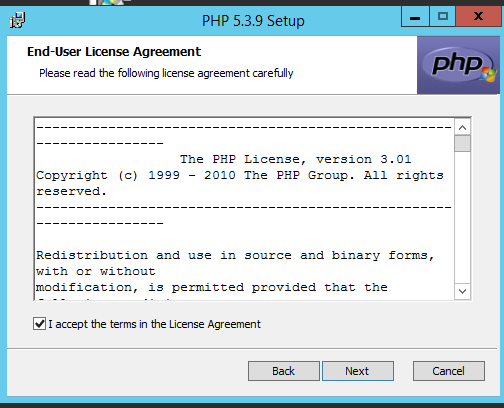 PHP 5.3.9 Setup
End-User License Agreement
Please read the following license agreement carefully
php
The PHP License, version 3.01
Copyright (c) 1999 - 2010 The PHP Group. All rights
reserved.
Redistribution and use in source and binary forms,
with or without
modification, is permitted provided that the
I accept the terms in the License Agreement
Back
Next
Cancel